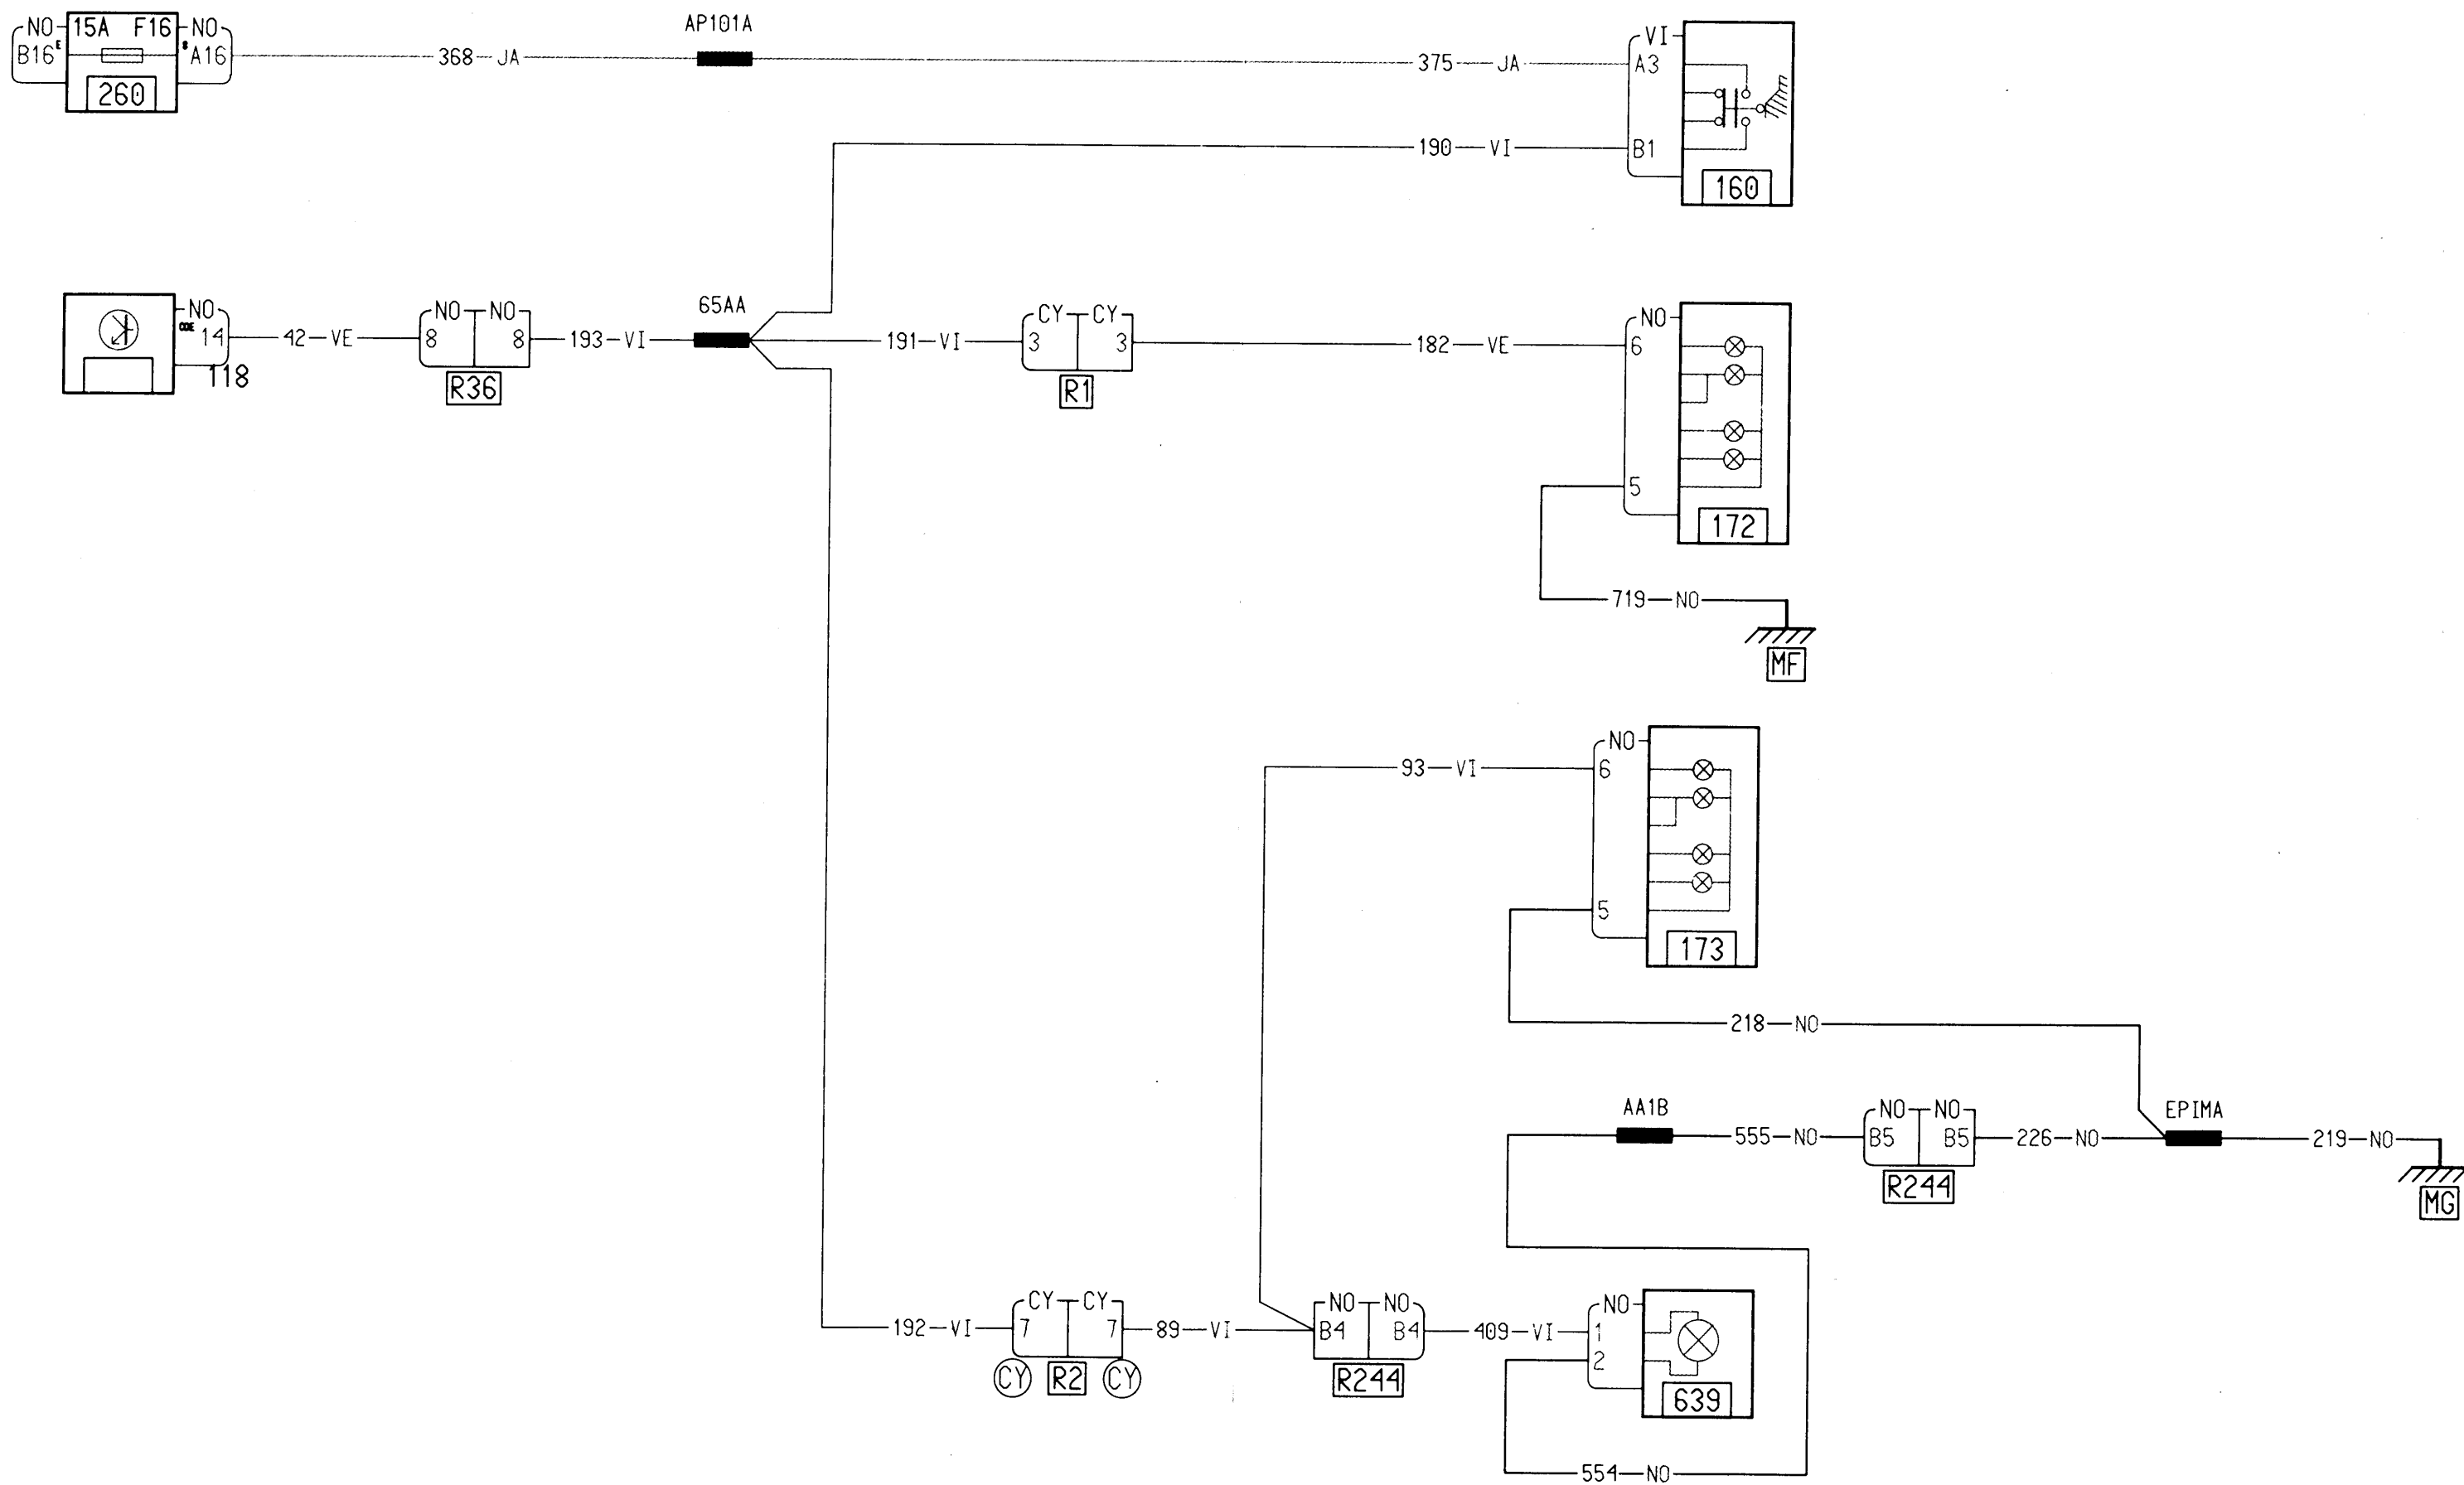 NO 15A F16 NO
B16 E S A16
260
368 JA
AP101A
375 JA
VI
A3
B1
160
190 VI
NO
14
118
42 VE
NO NO
8 8
R36
193 VI
65AA
191 VI
CY CY
3 3
R1
182 VE
NO
6
5
172
719 NO
MF
93 VI
NO
6
5
173
218 NO
AA1B
555 NO
NO NO
B5 B5
R244
226 NO
EPIMA
219 NO
MG
192 VI
CY CY
7 7
CY R2 CY
89 VI
NO NO
B4 B4
R244
409 VI
NO
1
2
639
554 NO